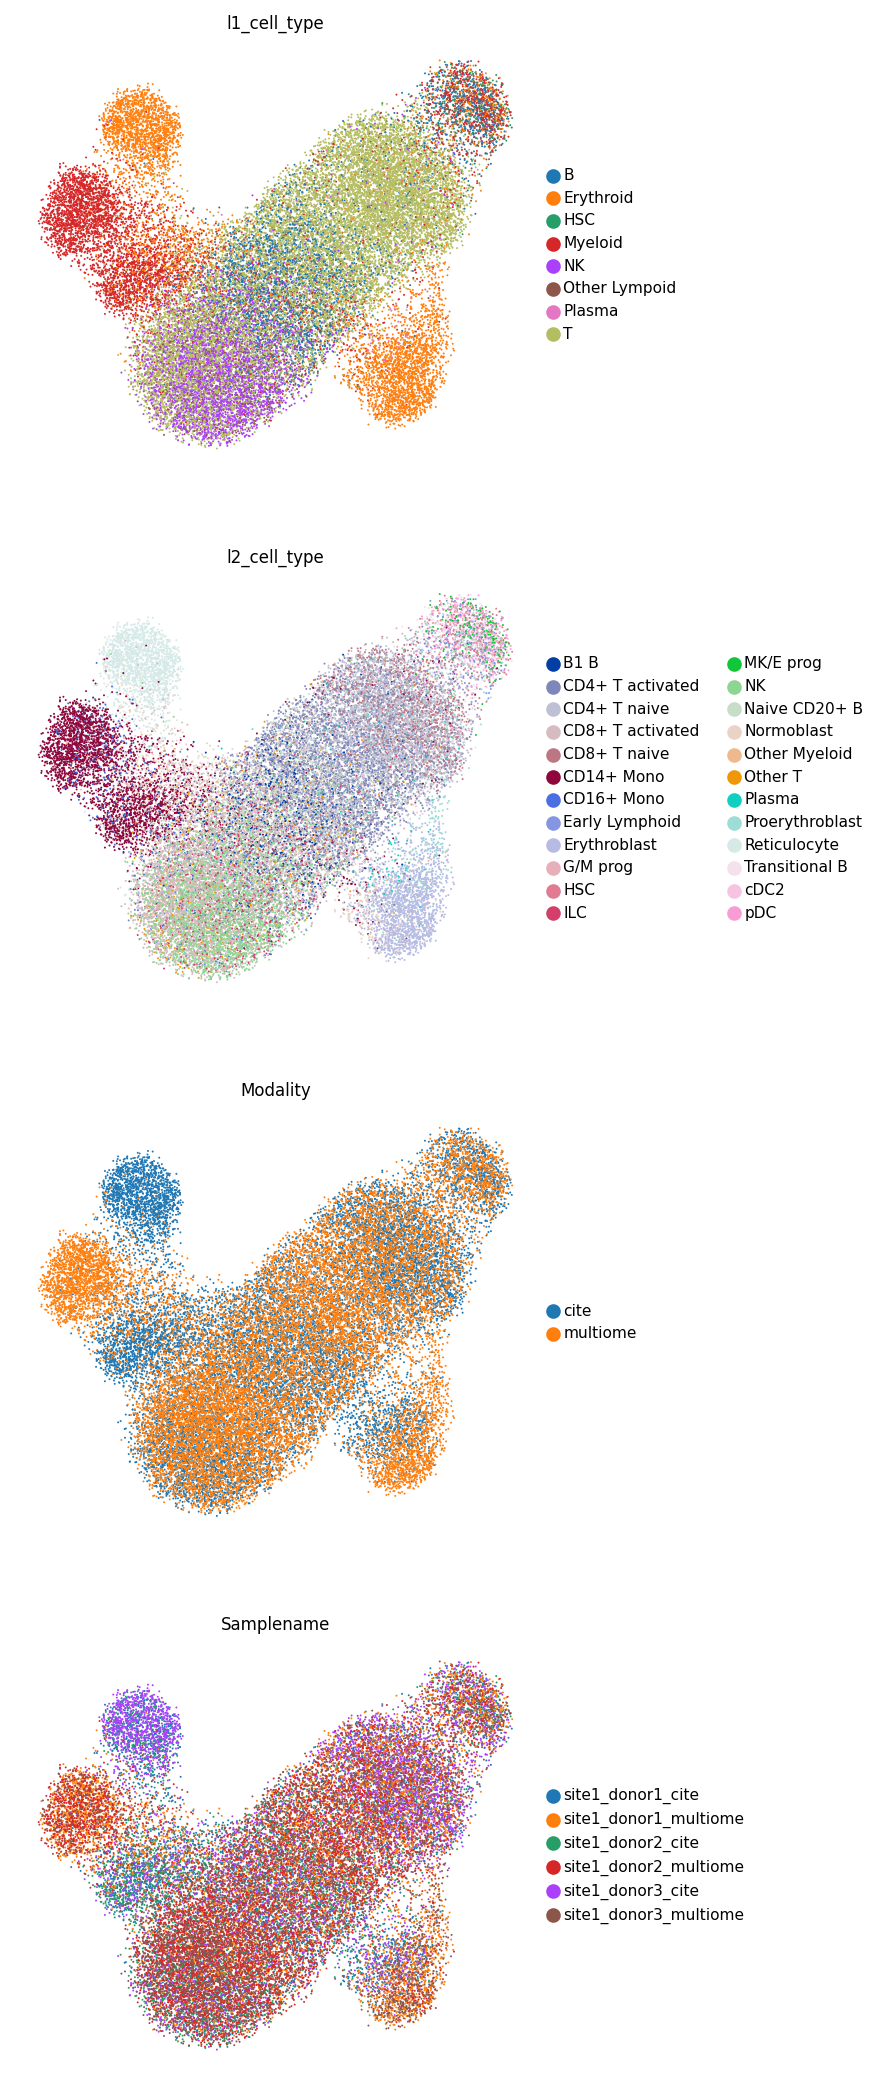 l1_cell_type
B
Erythroid
HSC
Myeloid
NK
Other Lympoid
Plasma
T
l2_cell_type
B1 B
CD4+ T activated
CD4+ T naive
CD8+ T activated
CD8+ T naive
CD14+ Mono
CD16+ Mono
Early Lymphoid
Erythroblast
G/M prog
HSC
ILC
MK/E prog
NK
Naive CD20+ B
Normoblast
Other Myeloid
Other T
Plasma
Proerythroblast
Reticulocyte
Transitional B
cDC2
pDC
Modality
cite
multiome
Samplename
site1_donor1_cite
site1_donor1_multiome
site1_donor2_cite
site1_donor2_multiome
site1_donor3_cite
site1_donor3_multiome